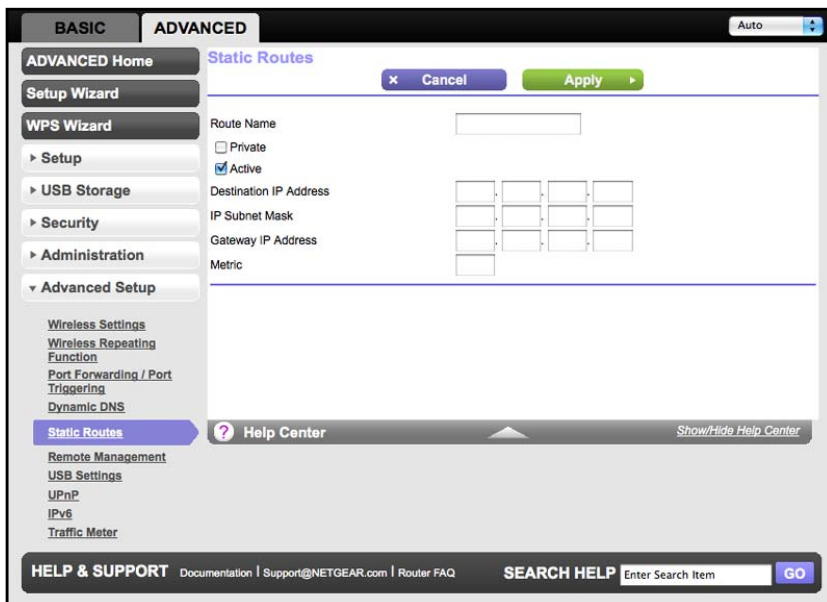 BASIC
ADVANCED
Auto
ADVANCED Home
Setup Wizard
WPS Wizard
Setup
USB Storage
Security
Administration
Advanced Setup
Wireless Settings
Wireless Repeating
Function
Port Forwarding / Port
Triggering
Dynamic DNS
Static Routes
Remote Management
USB Settings
UPnP
IPv6
Traffic Meter
Static Routes
× Cancel
Apply
Route Name
Private
Active
Destination IP Address
IP Subnet Mask
Gateway IP Address
Metric
? Help Center
Show/Hide Help Center
HELP & SUPPORT Documentation | Support@NETGEAR.com | Router FAQ
SEARCH HELP Enter Search Item GO